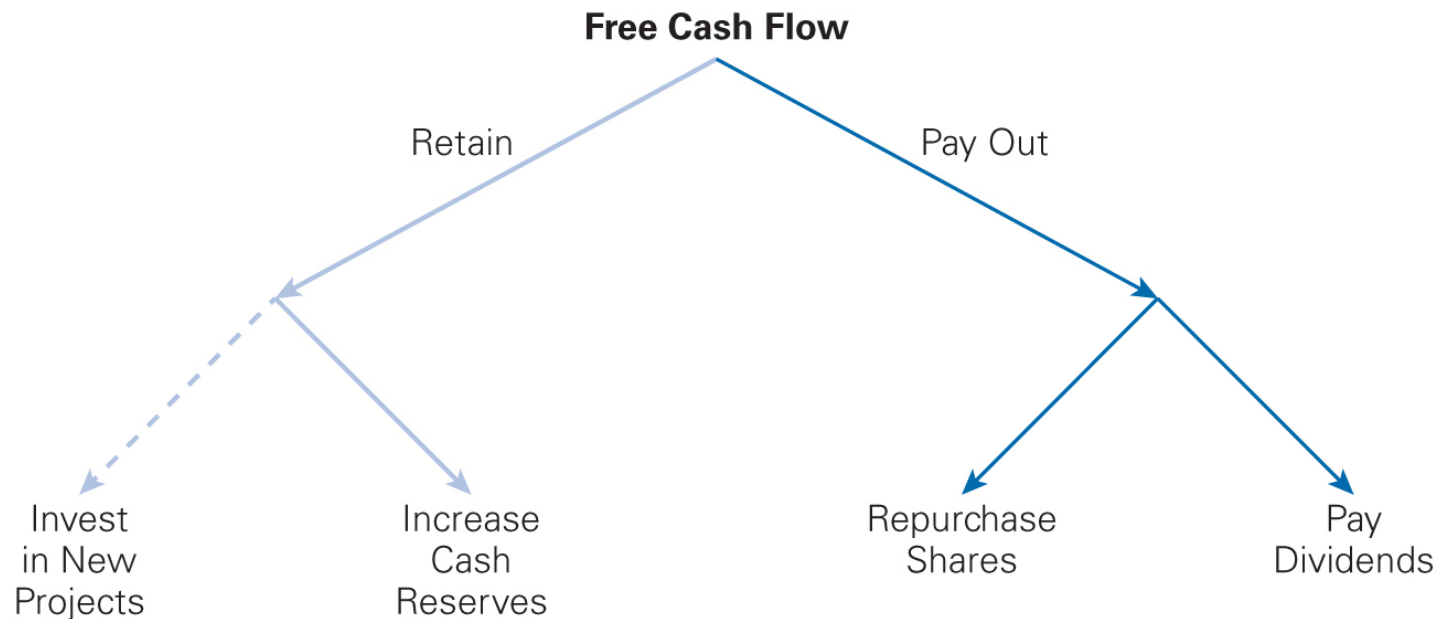 Free Cash Flow
Retain
Pay Out
Invest
in New
Projects
Increase
Cash
Reserves
Repurchase
Shares
Pay
Dividends